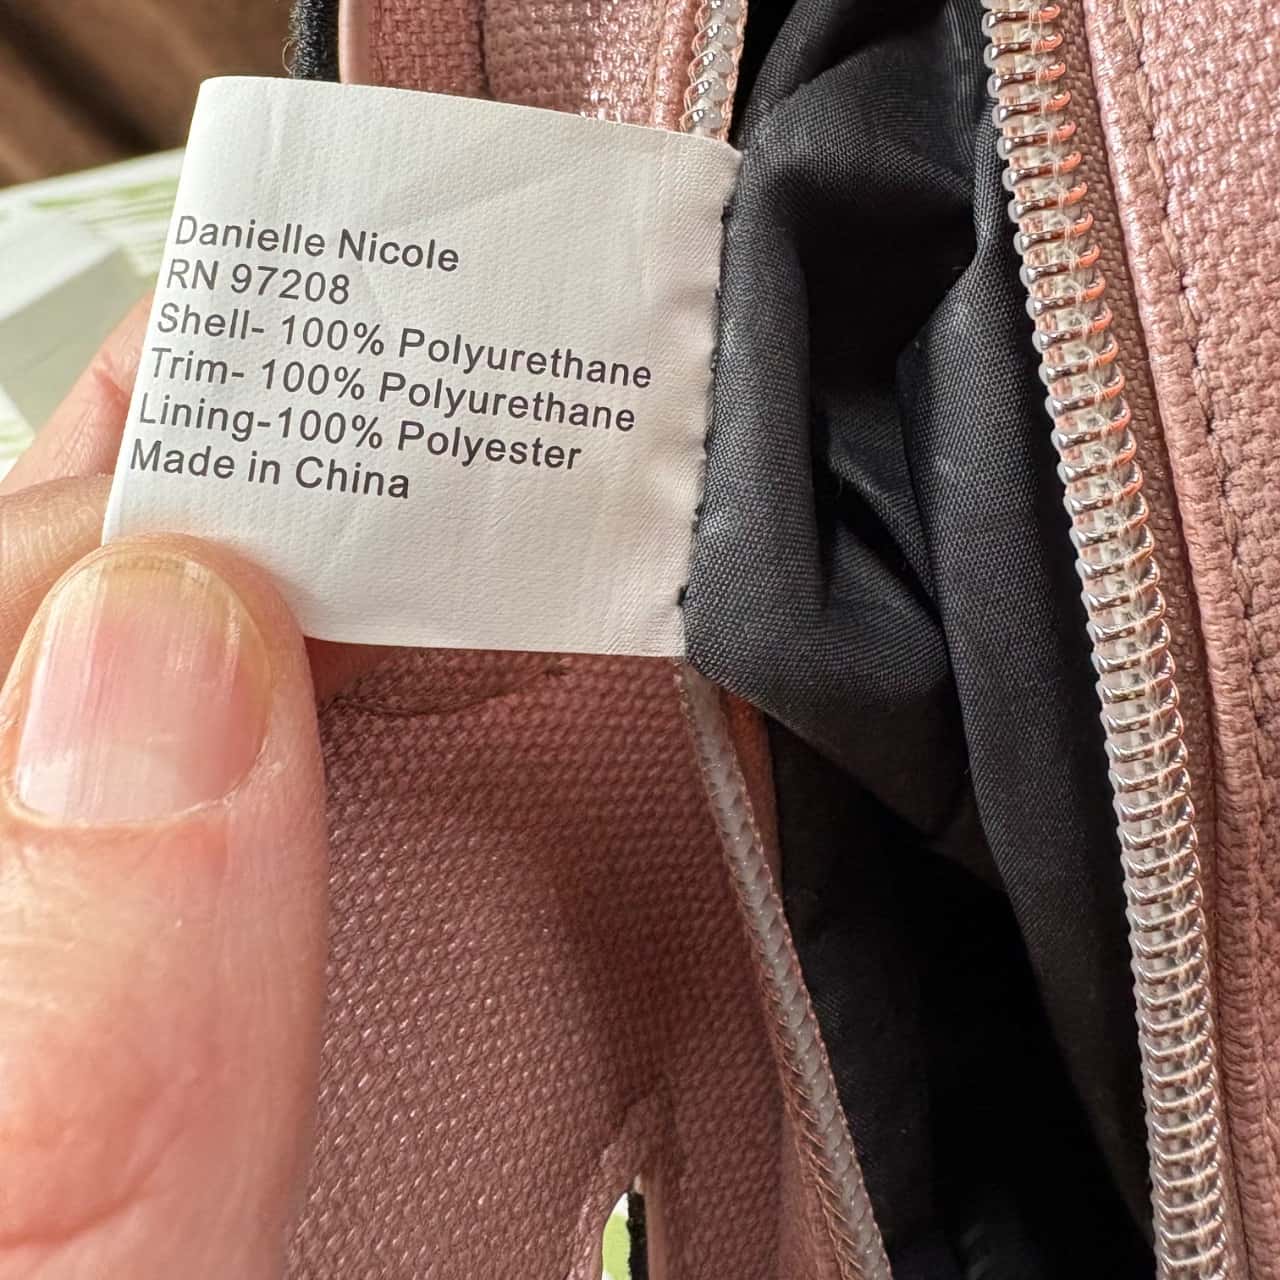 Danielle Nicole
RN 97208
Shell- 100% Polyurethane
Trim- 100% Polyurethane
Lining-100% Polyester
Made in China